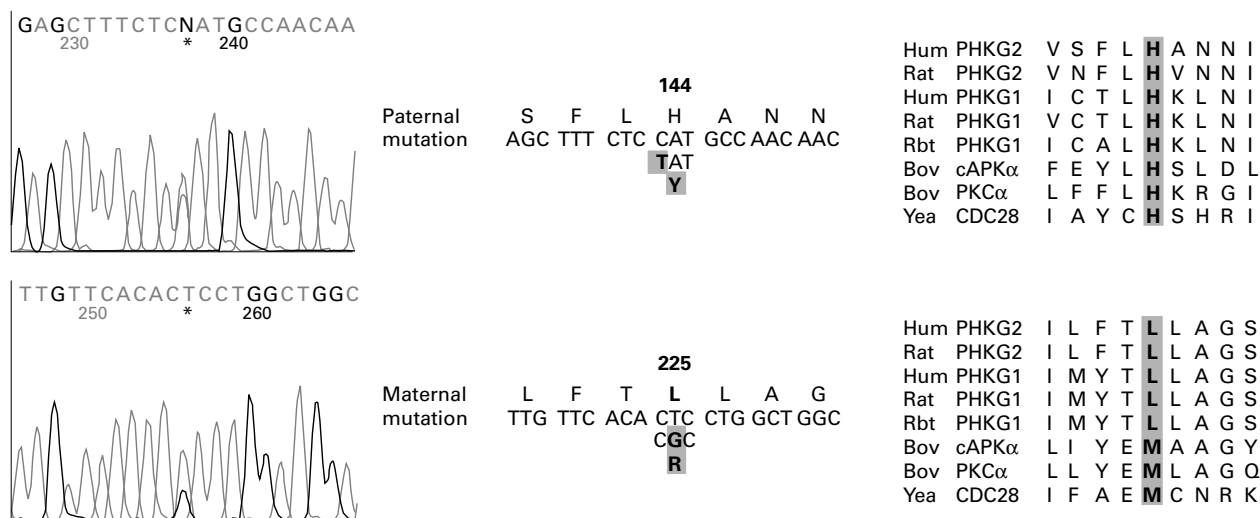 GAGCTTTCTCNATGCCAACAA
230 * 240
144
Paternal mutation
S F L H A N N
AGC TTT CTC CAT GCC AAC AAC
TAT
Y
Hum PHKG2 V S F L H A N N I
Rat PHKG2 V N F L H V N N I
Hum PHKG1 I C T L H K L N I
Rat PHKG1 V C T L H K L N I
Rbt PHKG1 I C A L H K L N I
Bov cAPKα F E Y L H S L D L
Bov PKCα L F F L H K R G I
Yea CDC28 I A Y C H S H R I
TTGTTCACACTCCTGGCTGGC
250 * 260
225
Maternal mutation
L F T L L A G
TTG TTC ACA CTC CTG GCT GGC
CGC
R
Hum PHKG2 I L F T L L A G S
Rat PHKG2 I L F T L L A G S
Hum PHKG1 I M Y T L L A G S
Rat PHKG1 I M Y T L L A G S
Rbt PHKG1 I M Y T L L A G S
Bov cAPKα L I Y E M A A G Y
Bov PKCα L L Y E M L A G Q
Yea CDC28 I F A E M C N R K